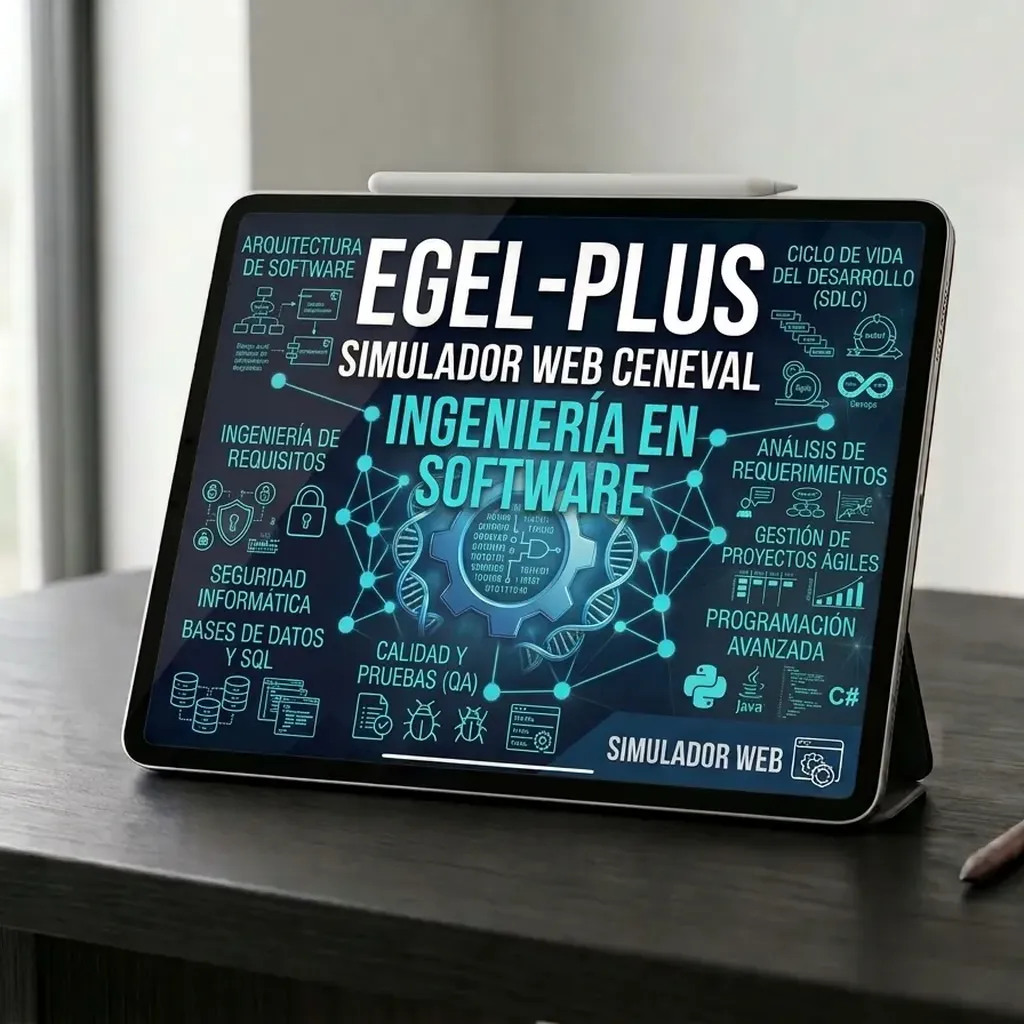 EGEL-PLUS
SIMULADOR WEB CENEVAL
INGENIERÍA EN
SOFTWARE
ARQUITECTURA
DE SOFTWARE
INGENIERÍA DE
REQUISITOS
SEGURIDAD
INFORMÁTICA
BASES DE DATOS
Y SQL
CALIDAD Y
PRUEBAS (QA)
CICLO DE VIDA
DEL DESARROLLO
(SDLC)
ANÁLISIS DE
REQUERIMIENTOS
GESTIÓN DE
PROYECTOS ÁGILES
PROGRAMACIÓN
AVANZADA
Java
C#
SIMULADOR WEB